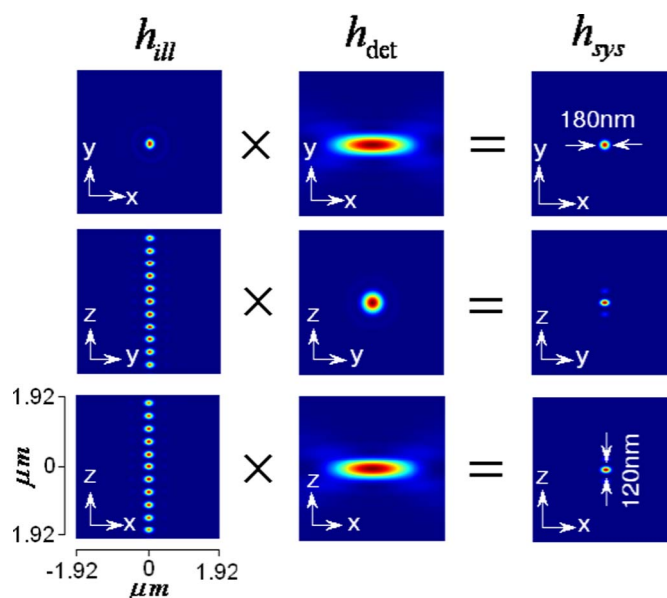 h_ill h_det h_sys
y x × y x = 180nm y x
z y × z y = z y
1.92 0 1.92 μm
z x × z x = 120nm z x
-1.92 0 1.92
μm